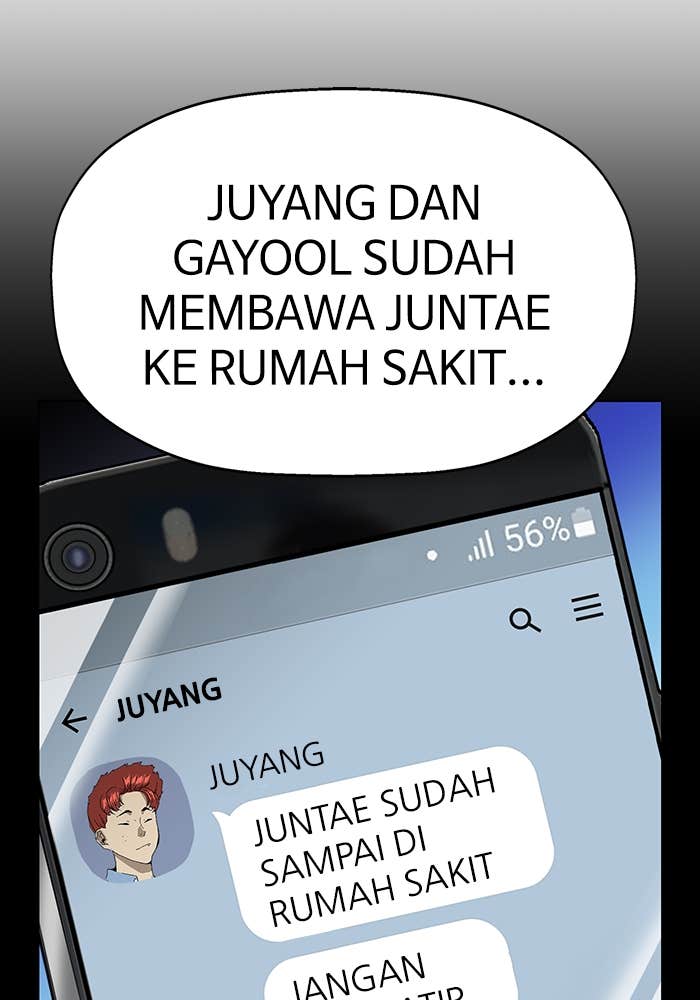 JUYANG DAN
GAYOOL SUDAH
MEMBAWA JUNTAE
KE RUMAH SAKIT...
56%
JUYANG
JUYANG
JUNTAE SUDAH
SAMPAI DI
RUMAH SAKIT
JANGAN